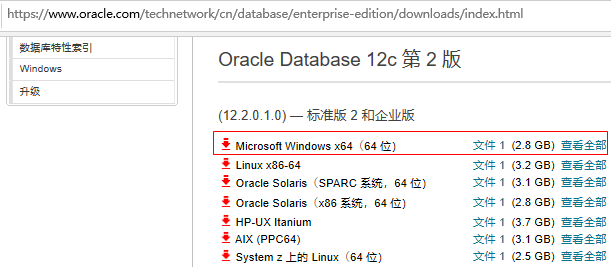 https://www.oracle.com/technetwork/cn/database/enterprise-edition/downloads/index.html
数据库特性索引
Windows
升级
Oracle Database 12c 第 2 版
(12.2.0.1.0) — 标准版 2 和企业版
Microsoft Windows x64（64 位） 文件 1 (2.8 GB) 查看全部
Linux x86-64 文件 1 (3.2 GB) 查看全部
Oracle Solaris（SPARC 系统，64 位） 文件 1 (3.1 GB) 查看全部
Oracle Solaris（x86 系统，64 位） 文件 1 (2.8 GB) 查看全部
HP-UX Itanium 文件 1 (3.7 GB) 查看全部
AIX (PPC64) 文件 1 (3.1 GB) 查看全部
System z 上的 Linux（64 位） 文件 1 (2.5 GB) 查看全部